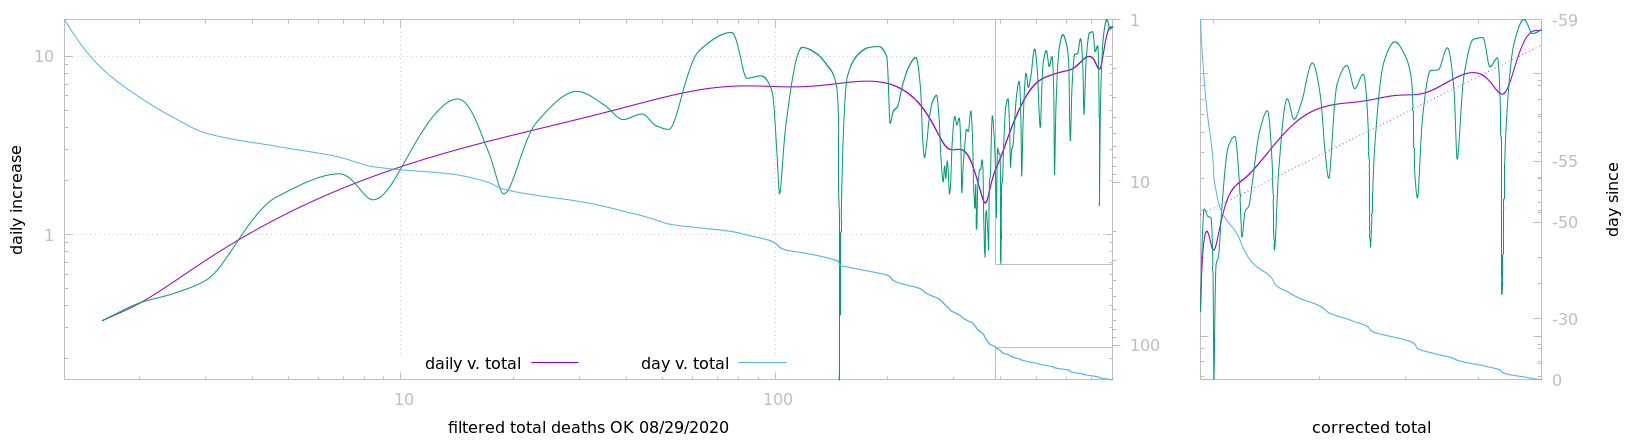 1
-59
10
daily increase
10
-55
day since
1
-50
-30
daily v. total
day v. total
100
0
10
100
filtered total deaths OK 08/29/2020
corrected total